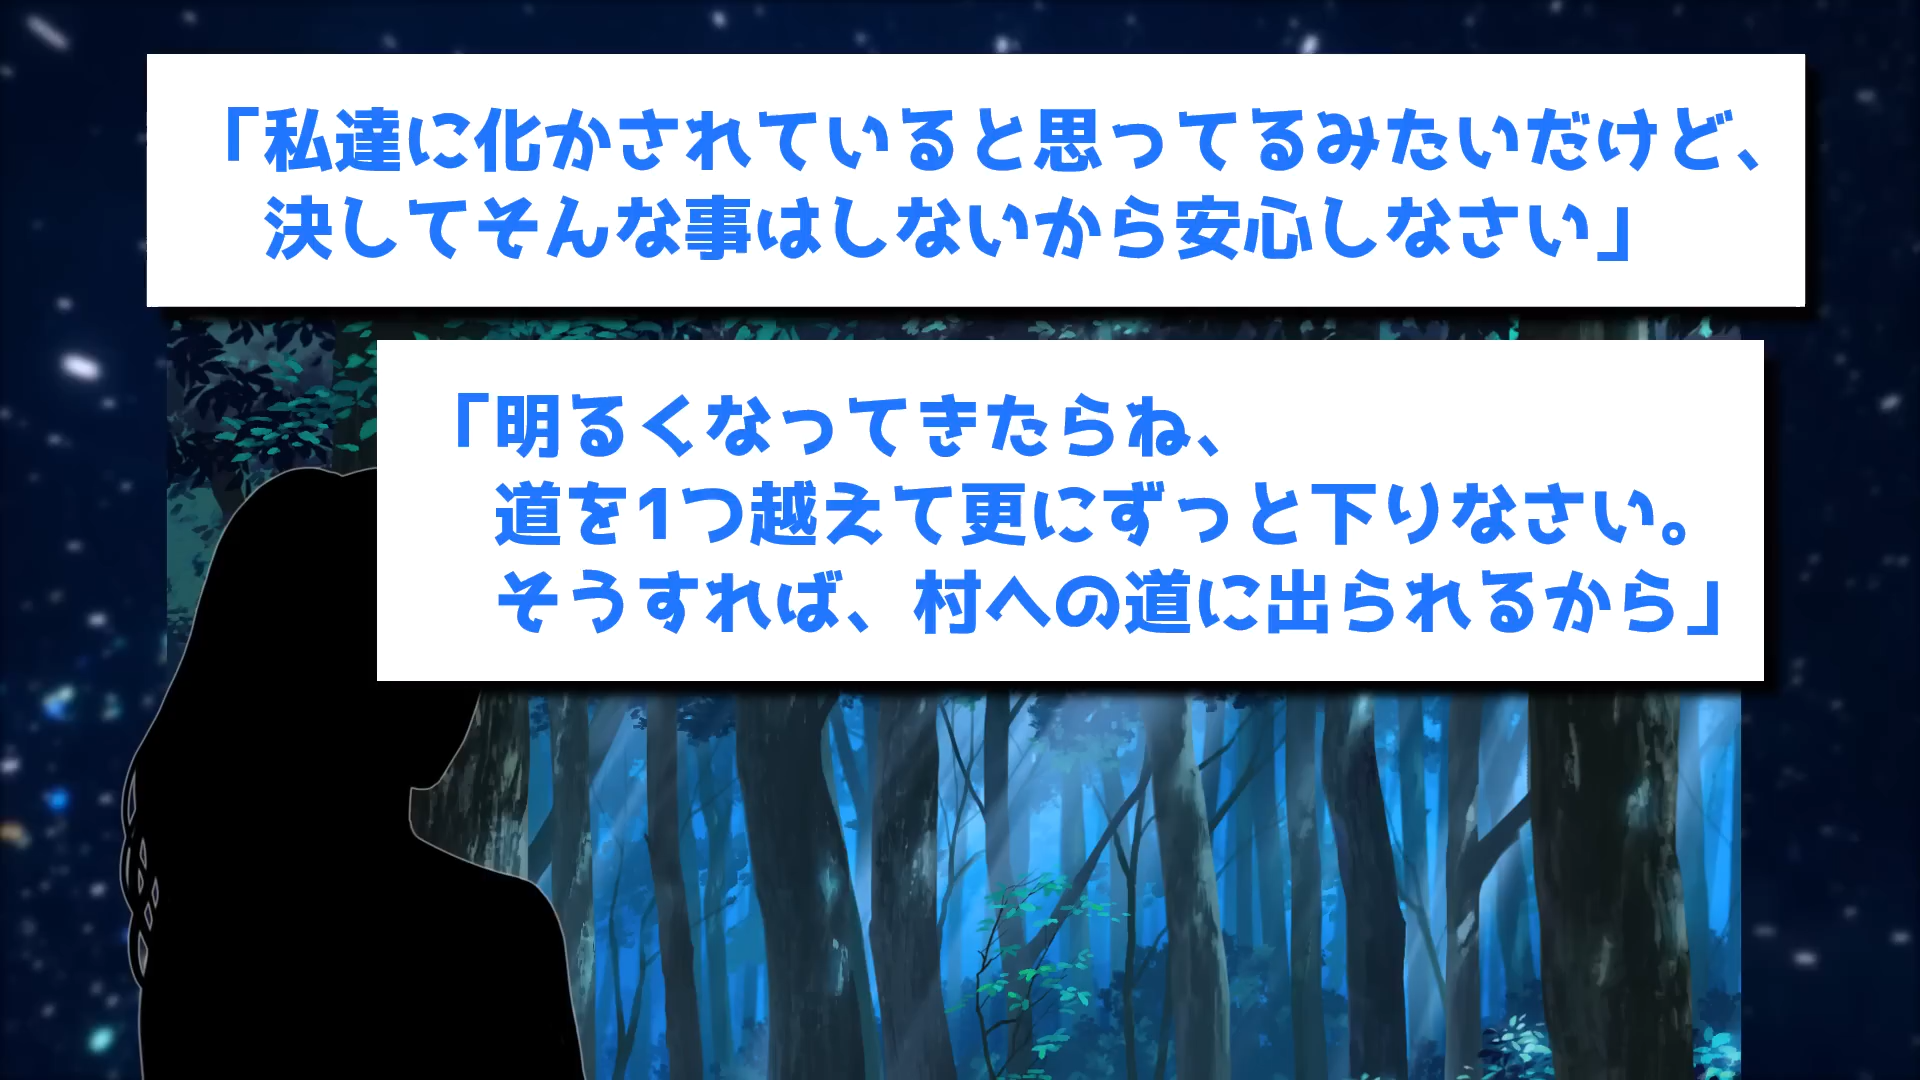 「私達に化かされていると思ってるみたいだけど、
決してそんな事はしないから安心しなさい」
「明るくなってきたらね、
道を1つ越えて更にずっと下りなさい。
そうすれば、村への道に出られるから」